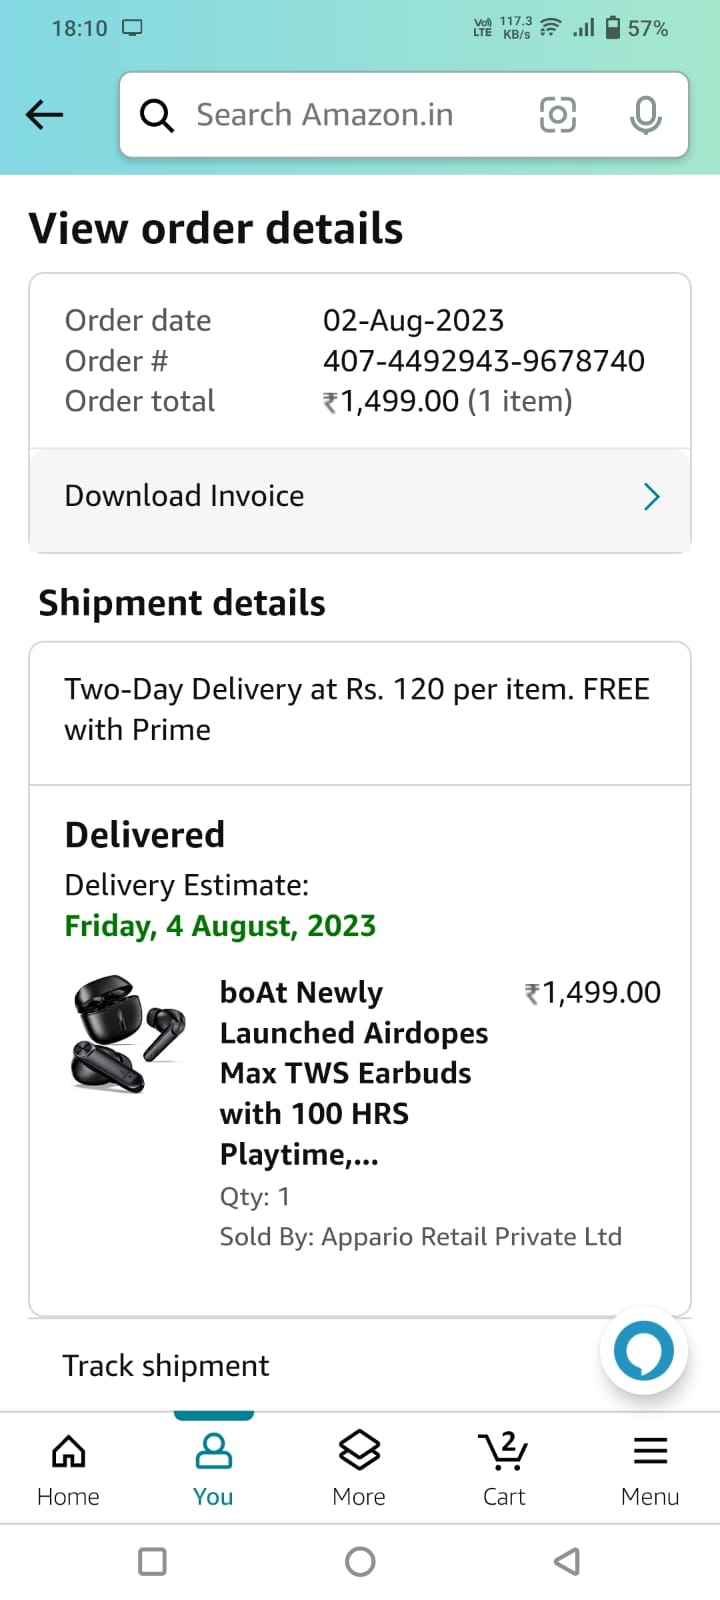 18:10
Vo) LTE 117.3 KB/s 57%
Search Amazon.in
View order details
Order date 02-Aug-2023
Order # 407-4492943-9678740
Order total ₹1,499.00 (1 item)
Download Invoice
Shipment details
Two-Day Delivery at Rs. 120 per item. FREE
with Prime
Delivered
Delivery Estimate:
Friday, 4 August, 2023
boAt Newly ₹1,499.00
Launched Airdopes
Max TWS Earbuds
with 100 HRS
Playtime,...
Qty: 1
Sold By: Appario Retail Private Ltd
Track shipment
2
Home You More Cart Menu